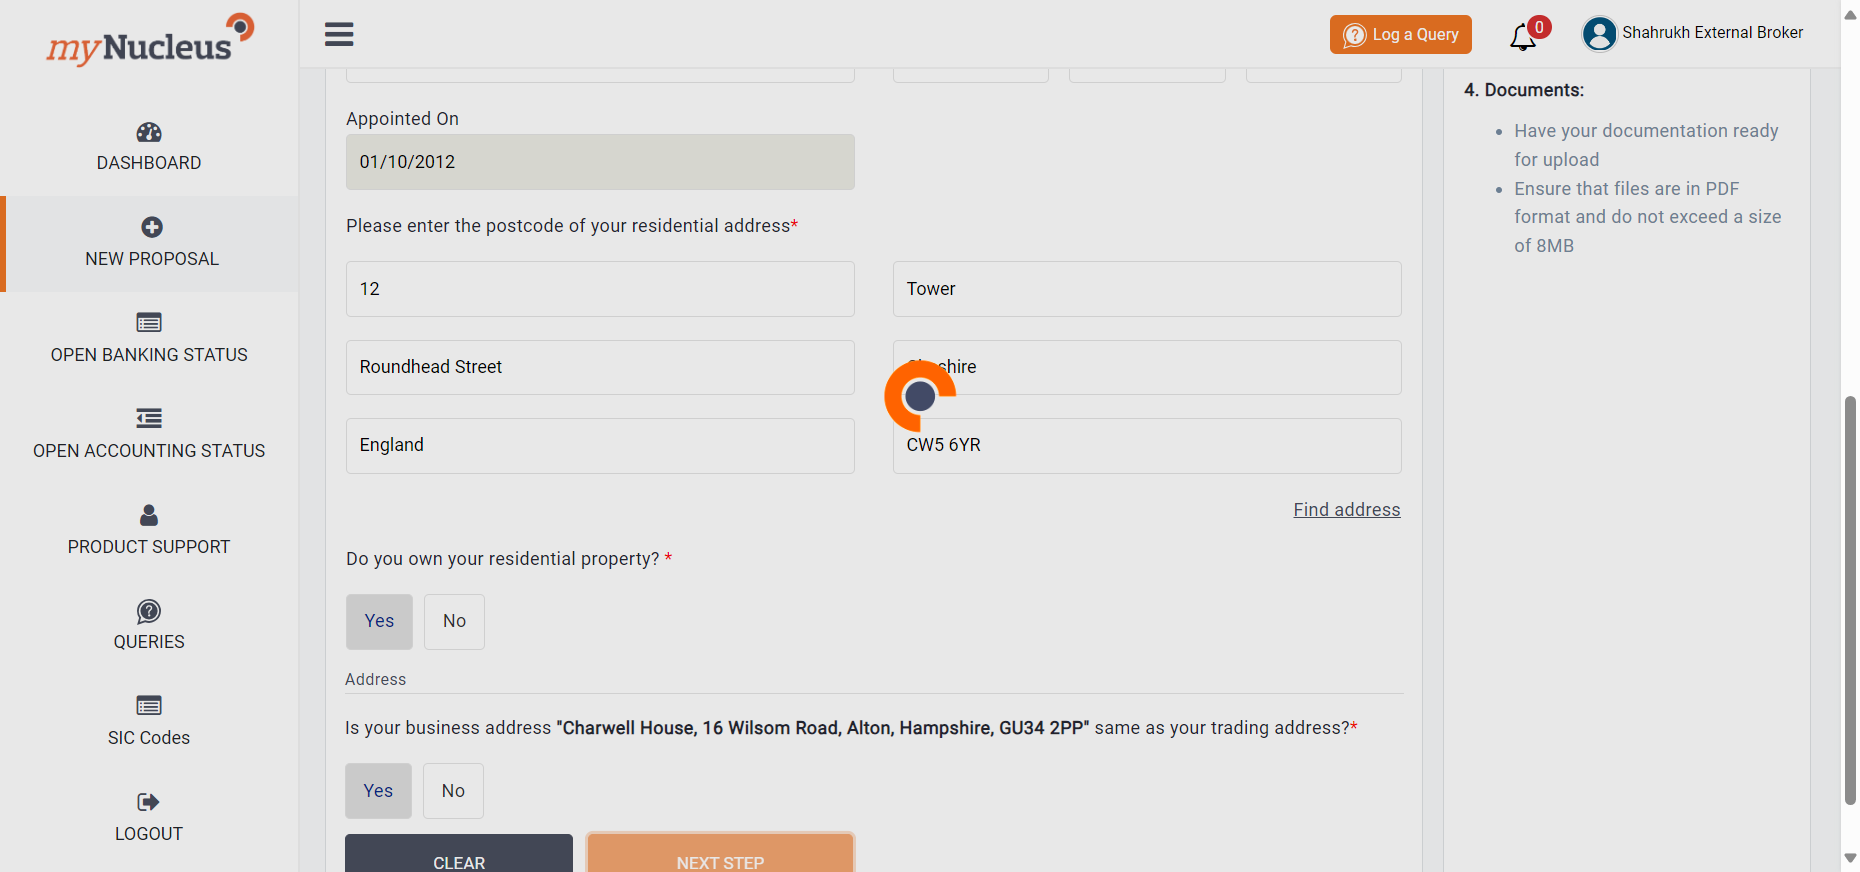 myNucleus
Log a Query
0
Shahrukh External Broker
DASHBOARD
NEW PROPOSAL
OPEN BANKING STATUS
OPEN ACCOUNTING STATUS
PRODUCT SUPPORT
QUERIES
SIC Codes
LOGOUT
Appointed On
01/10/2012
Please enter the postcode of your residential address*
12
Tower
Roundhead Street
England
CW5 6YR
Find address
Do you own your residential property? *
Yes
No
Address
Is your business address "Charwell House, 16 Wilsom Road, Alton, Hampshire, GU34 2PP" same as your trading address?*
Yes
No
CLEAR
NEXT STEP
4. Documents:
• Have your documentation ready
for upload
• Ensure that files are in PDF
format and do not exceed a size
of 8MB